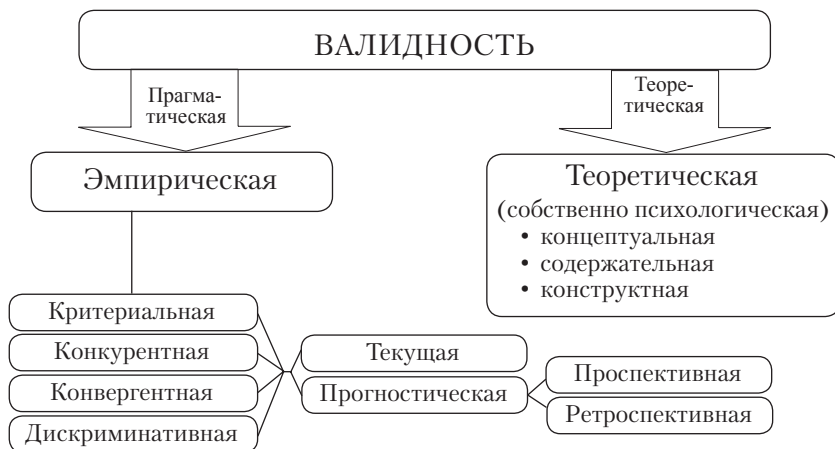 ВАЛИДНОСТЬ
Прагма-
тическая
Теоре-
тическая
Эмпирическая
Теоретическая
(собственно психологическая)
• концептуальная
• содержательная
• конструктная
Критериальная
Конкурентная
Конвергентная
Дискриминативная
Текущая
Прогностическая
Проспективная
Ретроспективная